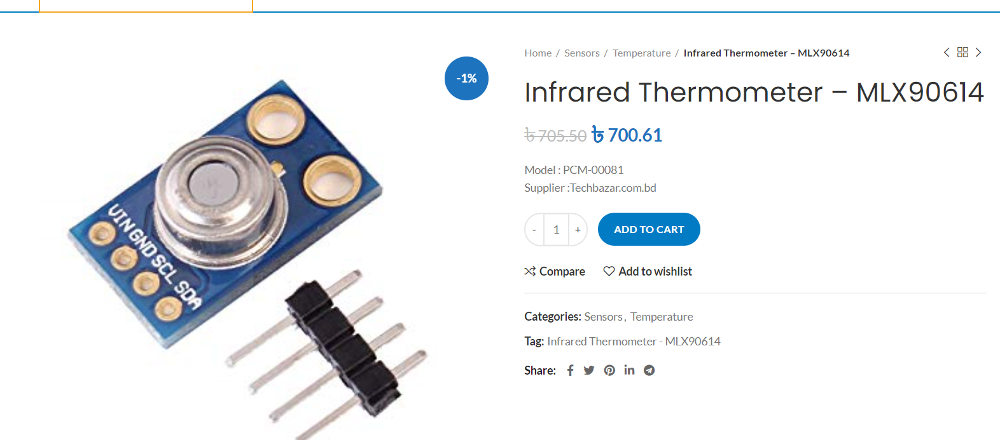 -1%
VIN GND SCL SDA
Home / Sensors / Temperature / Infrared Thermometer – MLX90614
Infrared Thermometer – MLX90614
৳ 705.50 ৳ 700.61
Model : PCM-00081
Supplier :Techbazar.com.bd
- 1 + ADD TO CART
Compare Add to wishlist
Categories: Sensors, Temperature
Tag: Infrared Thermometer - MLX90614
Share: